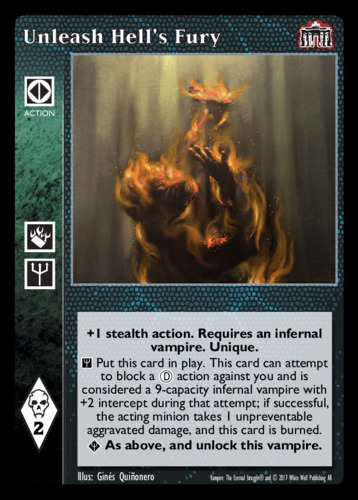 Unleash Hell's Fury
ACTION
+1 stealth action. Requires an infernal
vampire. Unique.
Put this card in play. This card can attempt
to block a Ⓓ action against you and is
considered a 9-capacity infernal vampire with
+2 intercept during that attempt; if successful,
the acting minion takes 1 unpreventable
aggravated damage, and this card is burned.
As above, and unlock this vampire.
2
Illus: Ginés Quiñonero
Vampire: The Eternal Struggle® and © 2017 White Wolf Publishing AB